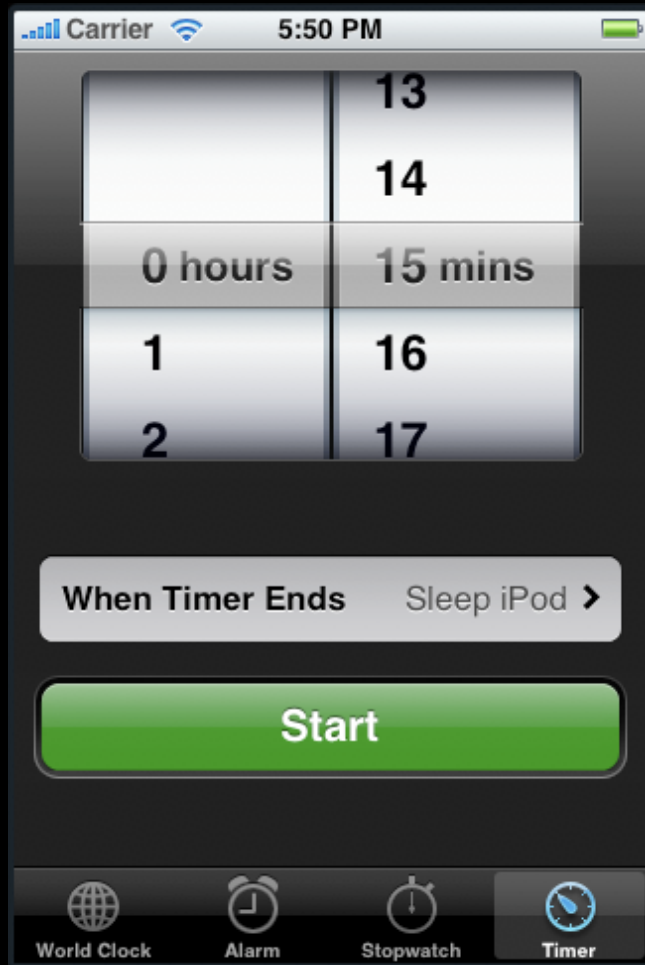 Carrier 5:50 PM
13
14
0 hours 15 mins
1 16
2 17
When Timer Ends Sleep iPod
Start
World Clock Alarm Stopwatch Timer